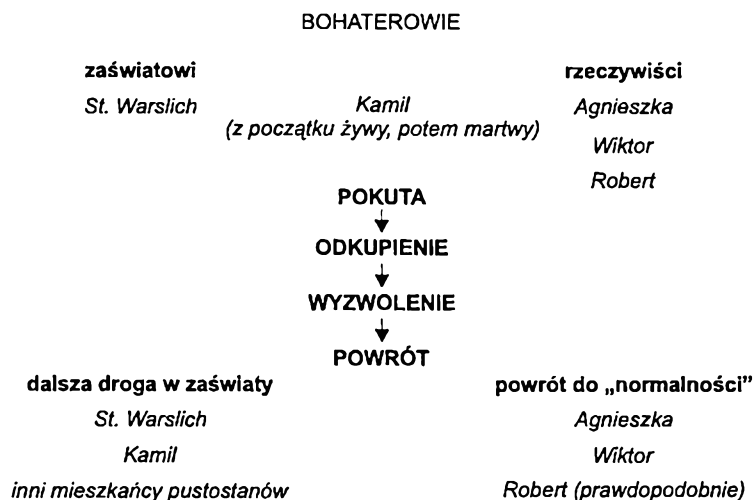 BOHATEROWIE
zaświatowi
rzeczywiści
St. Warslich
Kamil
(z początku żywy, potem martwy)
Agnieszka
Wiktor
Robert
POKUTA
ODKUPIENIE
WYZWOLENIE
POWRÓT
dalsza droga w zaświaty
powrót do „normalności”
St. Warslich
Agnieszka
Kamil
Wiktor
inni mieszkańcy pustostanów
Robert (prawdopodobnie)